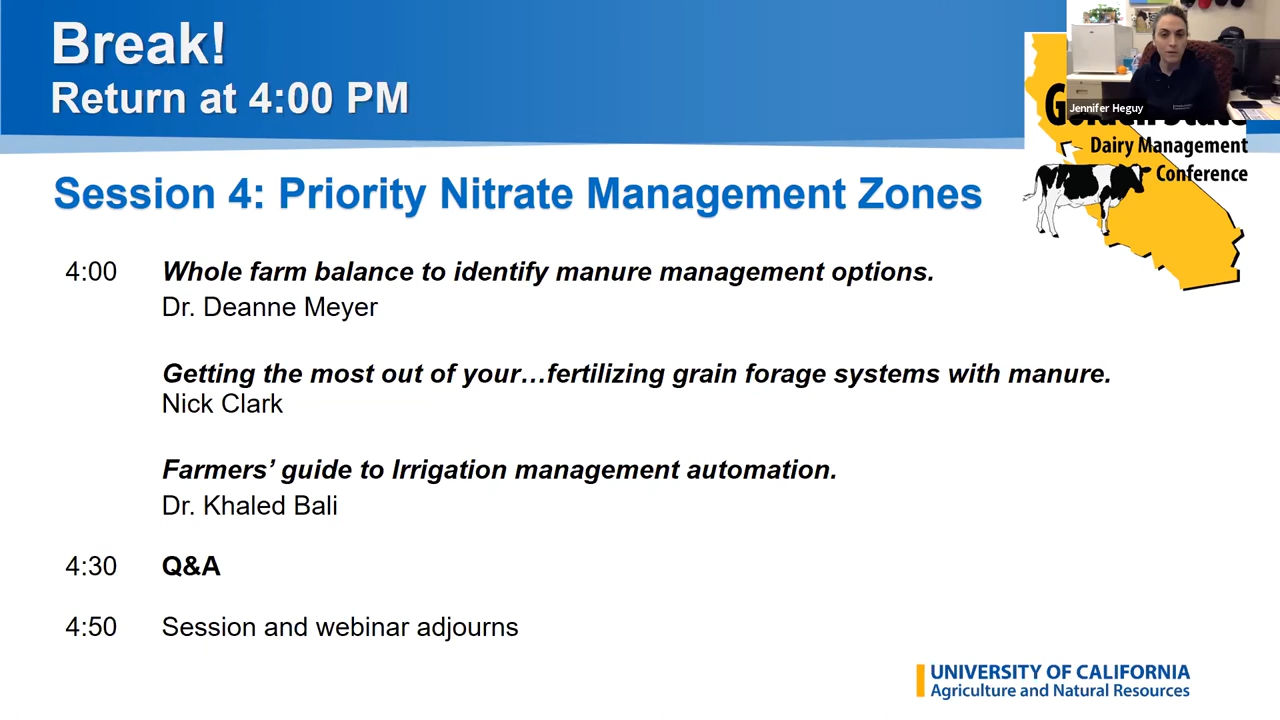 Break!
Return at 4:00 PM
Jennifer Heguy
Golden State
Dairy Management
Conference
Session 4: Priority Nitrate Management Zones
4:00 Whole farm balance to identify manure management options.
Dr. Deanne Meyer
Getting the most out of your…fertilizing grain forage systems with manure.
Nick Clark
Farmers’ guide to Irrigation management automation.
Dr. Khaled Bali
4:30 Q&A
4:50 Session and webinar adjourns
UNIVERSITY OF CALIFORNIA
Agriculture and Natural Resources